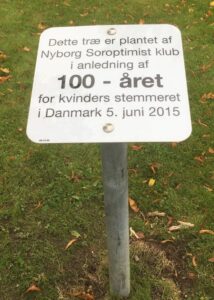 Dette træ er plantet af
Nyborg Soroptimist klub
i anledning af
100 - året
for kvinders stemmeret
i Danmark 5. juni 2015